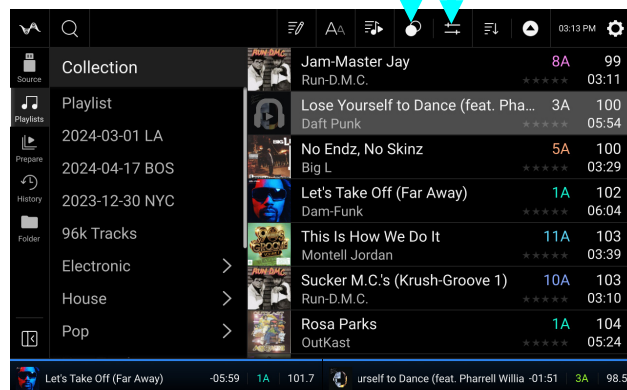 AA
03:13 PM
Source
Playlists
Prepare
History
Folder
Collection
Playlist
2024-03-01 LA
2024-04-17 BOS
2023-12-30 NYC
96k Tracks
Electronic
House
Pop
Jam-Master Jay 8A 99
Run-D.M.C. 03:11
Lose Yourself to Dance (feat. Pha... 3A 100
Daft Punk 05:54
No Endz, No Skinz 5A 100
Big L 03:29
Let's Take Off (Far Away) 1A 102
Dam-Funk 06:04
This Is How We Do It 11A 103
Montell Jordan 03:39
Sucker M.C.'s (Krush-Groove 1) 10A 103
Run-D.M.C. 03:10
Rosa Parks 1A 104
OutKast 05:24
Let's Take Off (Far Away) -05:59 1A 101.7
urself to Dance (feat. Pharrell Willia -01:51 3A 98.5